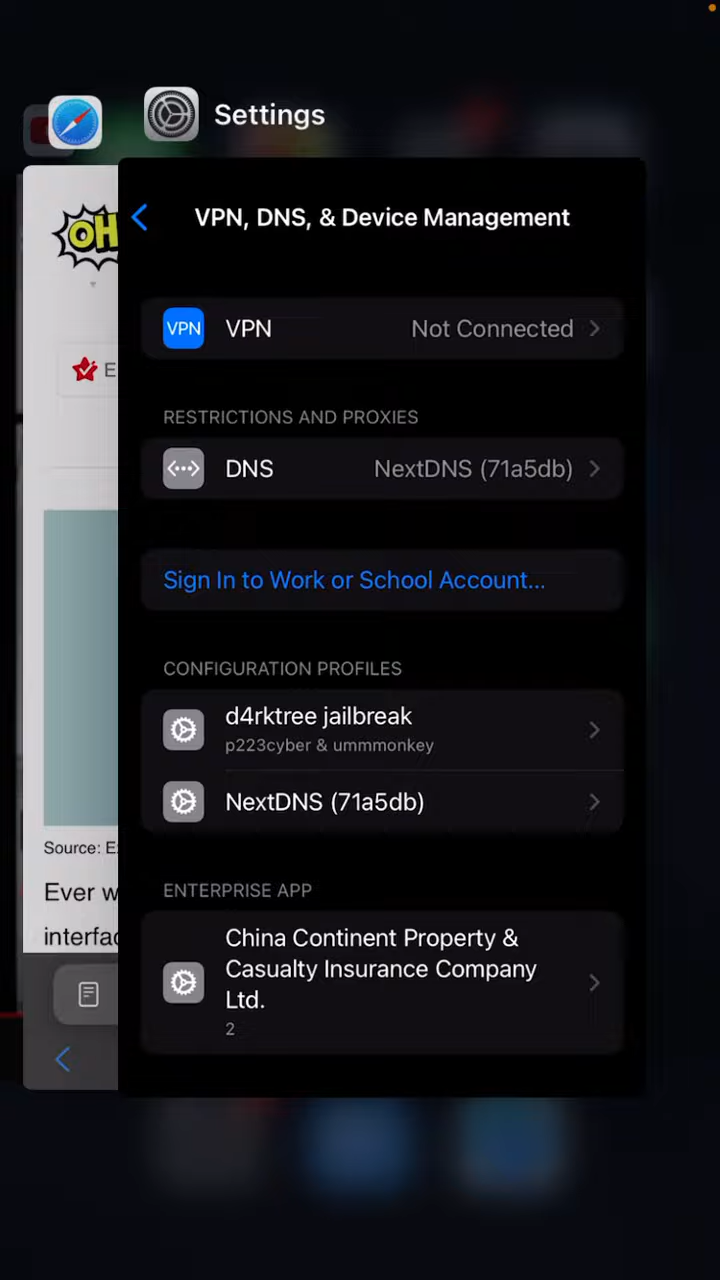 Settings
OH
E
Source: E
Ever w
interfac
VPN, DNS, & Device Management
VPN VPN Not Connected
RESTRICTIONS AND PROXIES
DNS NextDNS (71a5db)
Sign In to Work or School Account...
CONFIGURATION PROFILES
d4rktree jailbreak
p223cyber & ummmonkey
NextDNS (71a5db)
ENTERPRISE APP
China Continent Property &
Casualty Insurance Company
Ltd.
2